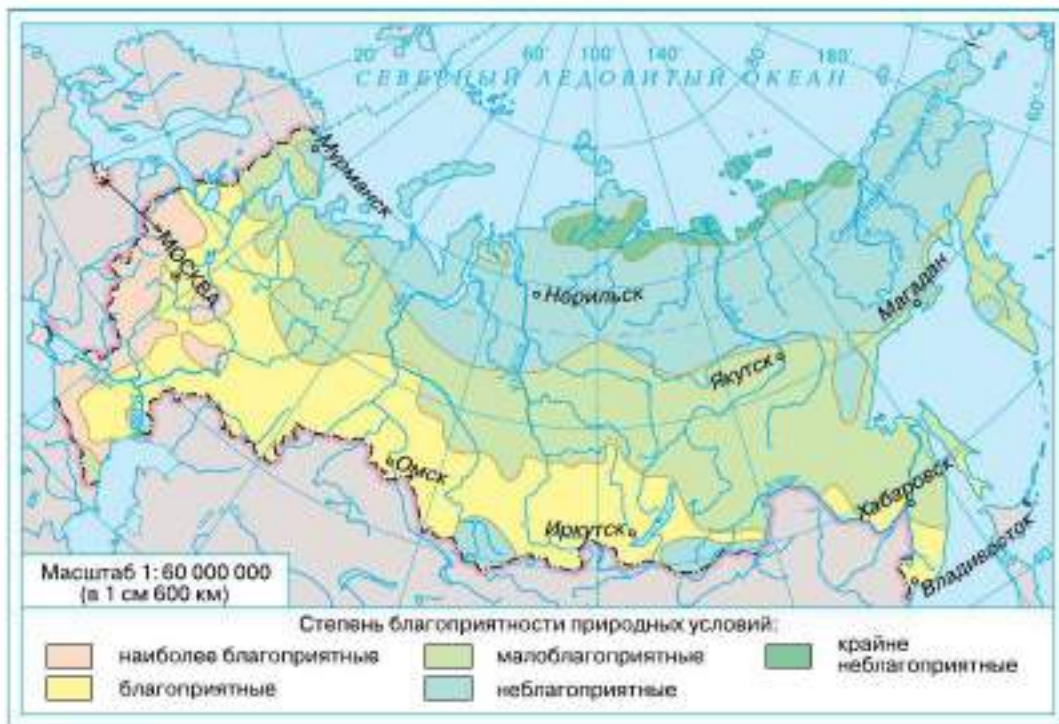 20°
60°
100°
140°
180°
СЕВЕРНЫЙ ЛЕДОВИТЫЙ ОКЕАН
60°
Мурманск
МОСКВА
Норильск
Магадан
Якутск
Омск
Иркутск
Хабаровск
Владивосток
Масштаб 1: 60 000 000
(в 1 см 600 км)
Степень благоприятности природных условий:
наиболее благоприятные
благоприятные
малоблагоприятные
неблагоприятные
крайне
неблагоприятные